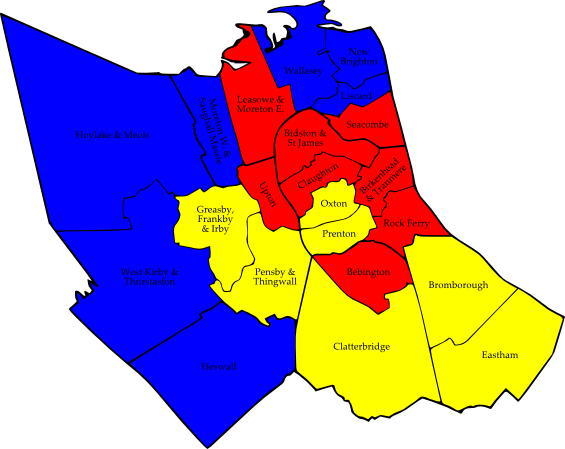 New
Brighton
Wallasey
Liscard
Leasowe &
Moreton E.
Moreton W. &
Saughall Massie
Seacombe
Hoylake & Meols
Bidston &
St James
Claughton
Birkenhead
& Tranmere
Upton
Oxton
Greasby,
Frankby
& Irby
Rock Ferry
Prenton
West Kirby &
Thurstaston
Pensby &
Thingwall
Bebington
Bromborough
Clatterbridge
Eastham
Heswall